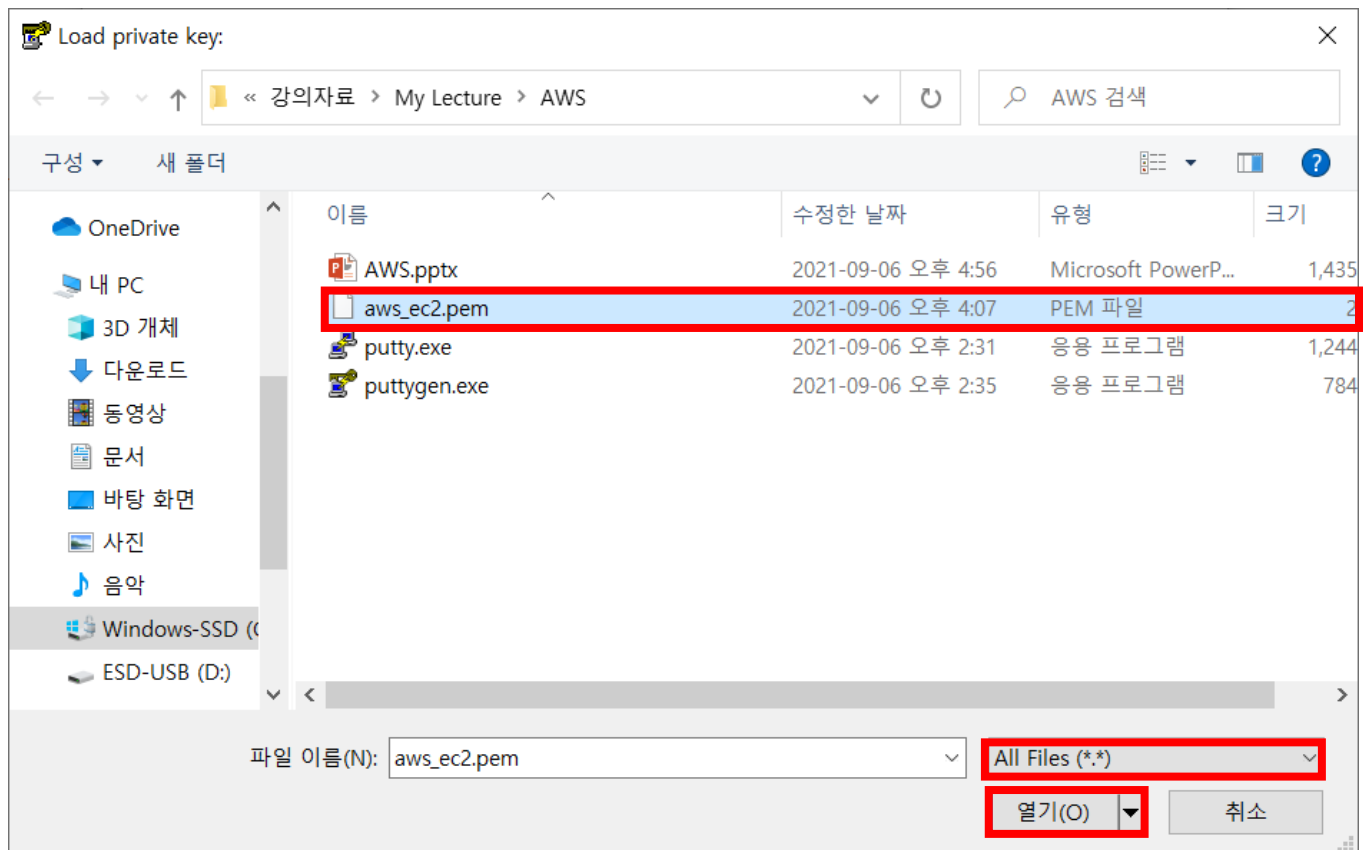 Load private key:
« 강의자료 > My Lecture > AWS
AWS 검색
구성
새 폴더
이름 수정한 날짜 유형 크기
OneDrive
내 PC
3D 개체
다운로드
동영상
문서
바탕 화면
사진
음악
Windows-SSD (
ESD-USB (D:)
AWS.pptx 2021-09-06 오후 4:56 Microsoft PowerP... 1,435
aws_ec2.pem 2021-09-06 오후 4:07 PEM 파일 2
putty.exe 2021-09-06 오후 2:31 응용 프로그램 1,244
puttygen.exe 2021-09-06 오후 2:35 응용 프로그램 784
파일 이름(N): aws_ec2.pem All Files (*.*)
열기(O) 취소